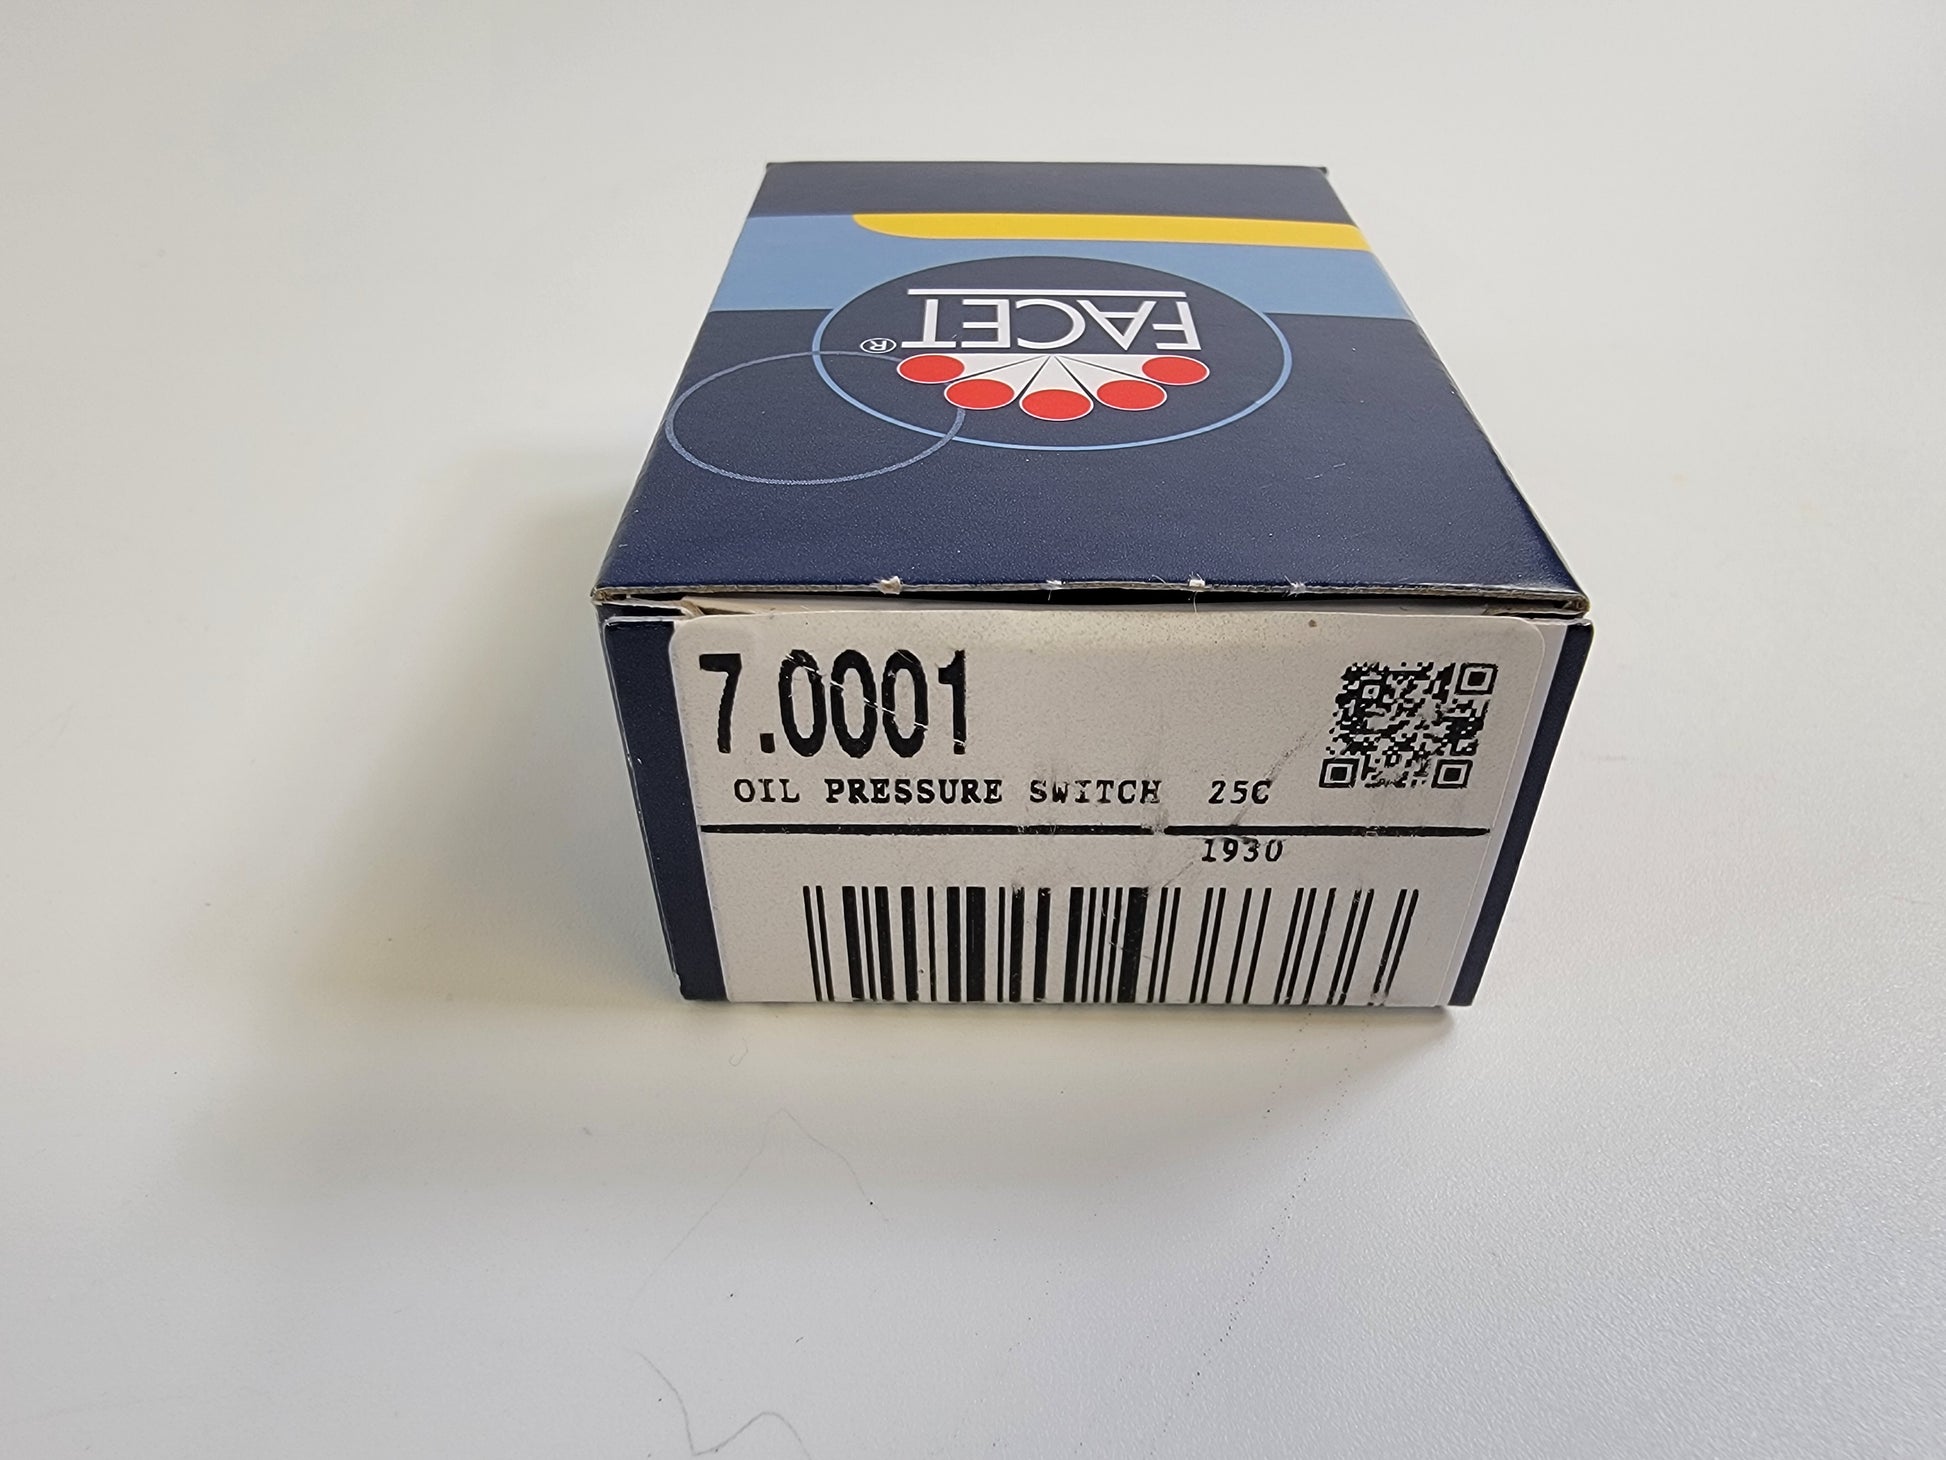 FACET®
7.0001
OIL PRESSURE SWITCH 25C
1930